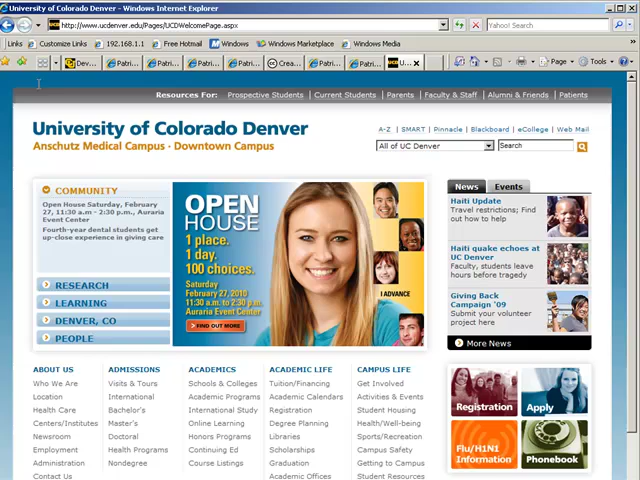 University of Colorado Denver - Windows Internet Explorer
http://www.ucdenver.edu/Pages/UCDWelcomePage.aspx
Links Customize Links 192.168.1.1 Free Hotmail Windows Windows Marketplace Windows Media
Dev... Patri... Patri... Patri... Patri... Crea... Patri... Patri... U... Page Tools
Resources For: Prospective Students | Current Students | Parents | Faculty & Staff | Alumni & Friends | Patients
University of Colorado Denver
Anschutz Medical Campus · Downtown Campus
A-Z | SMART | Pinnacle | Blackboard | eCollege | Web Mail
All of UC Denver Search
COMMUNITY
Open House Saturday, February 27, 11:30 a.m - 2:30 p.m., Auraria Event Center
Fourth-year dental students get up-close experience in giving care
RESEARCH
LEARNING
DENVER, CO
PEOPLE
OPEN
HOUSE
1 place.
1 day.
100 choices.
Saturday
February 27, 2010
11:30 a.m. to 2:30 p.m.
Auraria Event Center
FIND OUT MORE
I ADVANCE
News Events
Haiti Update
Travel restrictions; Find
out how to help
Haiti quake echoes at
UC Denver
Faculty, students leave
hours before tragedy
Giving Back
Campaign '09
Submit your volunteer
project here
More News
ABOUT US
Who We Are
Location
Health Care
Centers/Institutes
Newsroom
Employment
Administration
Contact Us
ADMISSIONS
Visits & Tours
International
Bachelor's
Master's
Doctoral
Health Programs
Nondegree
ACADEMICS
Schools & Colleges
Academic Programs
International Study
Online Learning
Honors Programs
Continuing Ed
Course Listings
ACADEMIC LIFE
Tuition/Financing
Academic Calendars
Registration
Degree Planning
Libraries
Scholarships
Graduation
Academic Offices
CAMPUS LIFE
Get Involved
Activities & Events
Student Housing
Health/Well-being
Sports/Recreation
Campus Safety
Getting to Campus
Student Resources
Registration
Apply
Flu/H1N1
Information
Phonebook